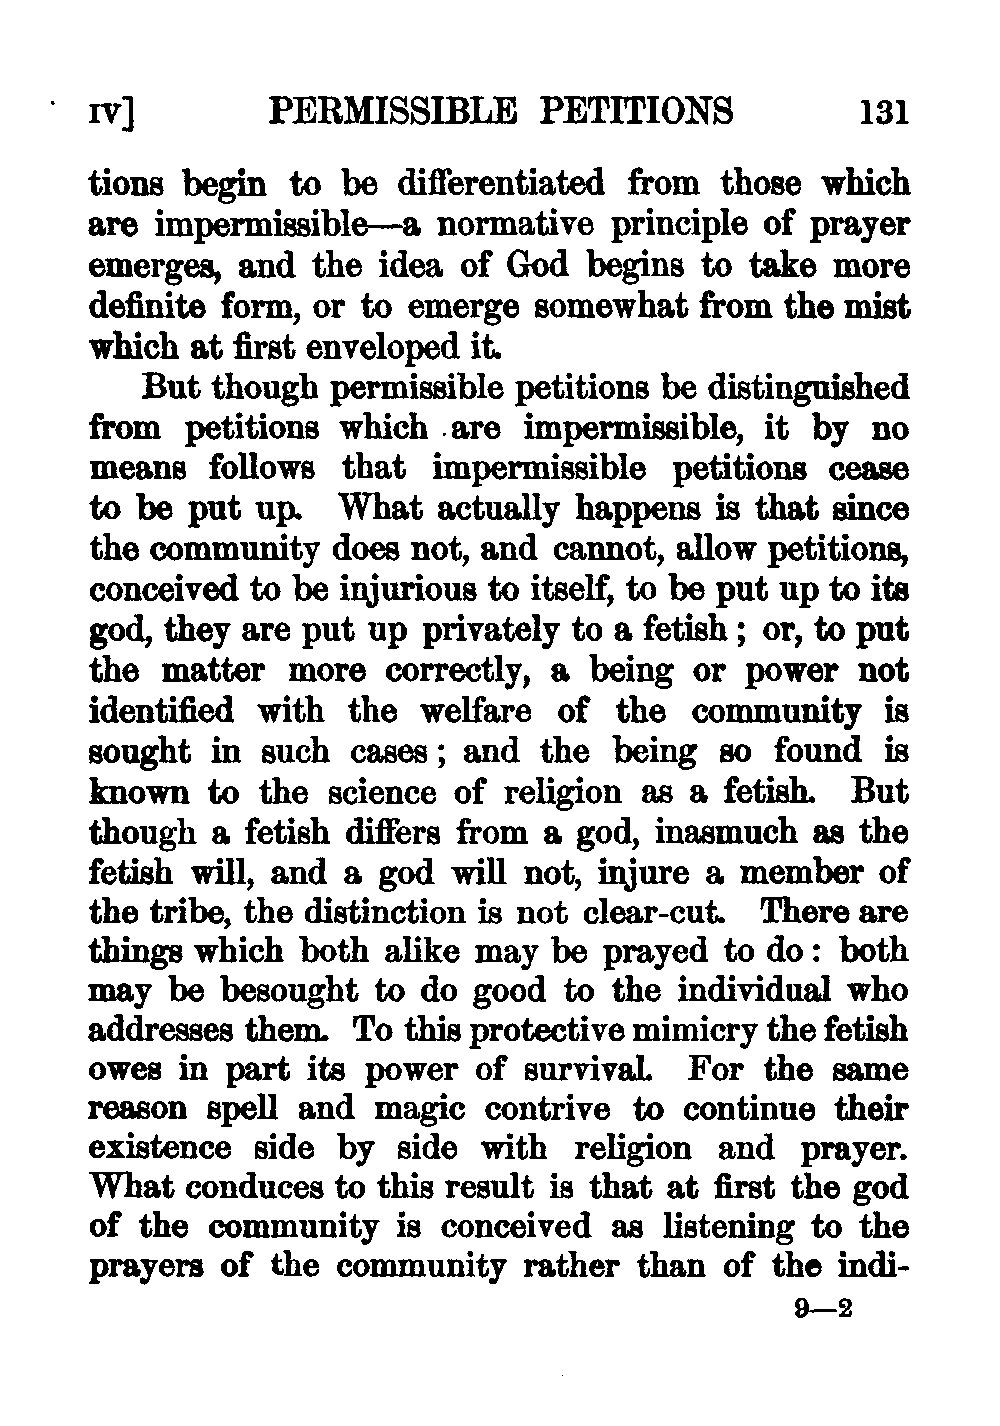 IV] PERMISSIBLE PETITIONS 131
tions begin to be differentiated from those which
are impermissible—a normative principle of prayer
emerges, and the idea of God begins to take more
definite form, or to emerge somewhat from the mist
which at first enveloped it.
But though permissible petitions be distinguished
from petitions which are impermissible, it by no
means follows that impermissible petitions cease
to be put up. What actually happens is that since
the community does not, and cannot, allow petitions,
conceived to be injurious to itself, to be put up to its
god, they are put up privately to a fetish; or, to put
the matter more correctly, a being or power not
identified with the welfare of the community is
sought in such cases; and the being so found is
known to the science of religion as a fetish. But
though a fetish differs from a god, inasmuch as the
fetish will, and a god will not, injure a member of
the tribe, the distinction is not clear-cut. There are
things which both alike may be prayed to do: both
may be besought to do good to the individual who
addresses them. To this protective mimicry the fetish
owes in part its power of survival. For the same
reason spell and magic contrive to continue their
existence side by side with religion and prayer.
What conduces to this result is that at first the god
of the community is conceived as listening to the
prayers of the community rather than of the indi-
9—2